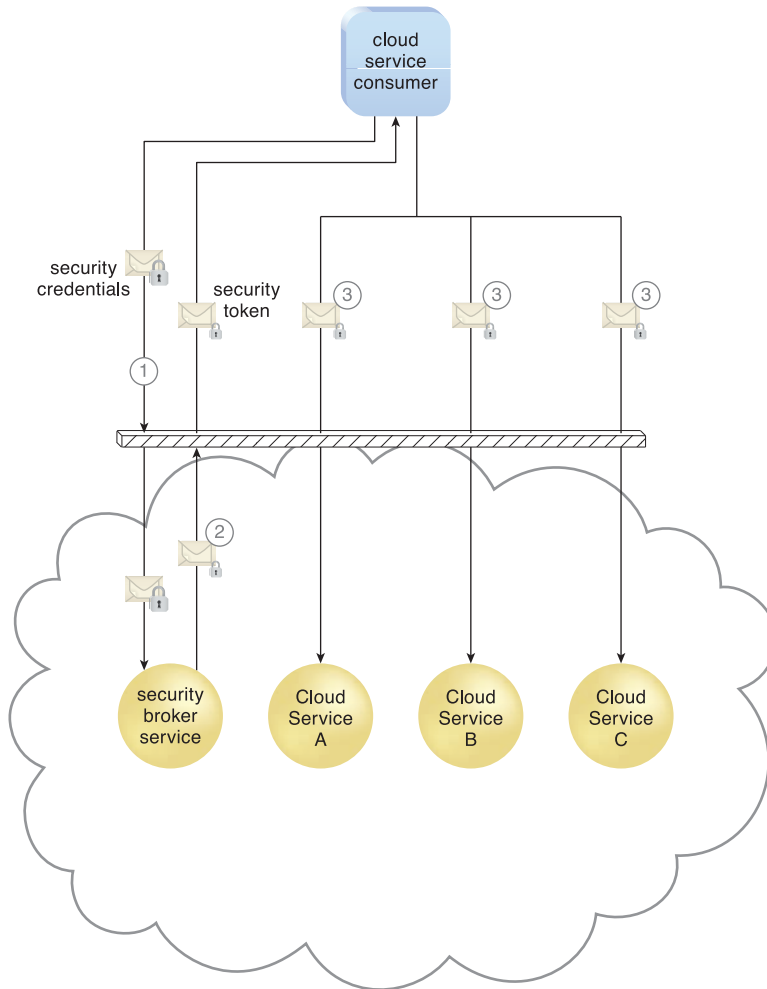 cloud
service
consumer
security
credentials
security
token
3
3
3
1
2
security
broker
service
Cloud
Service
A
Cloud
Service
B
Cloud
Service
C